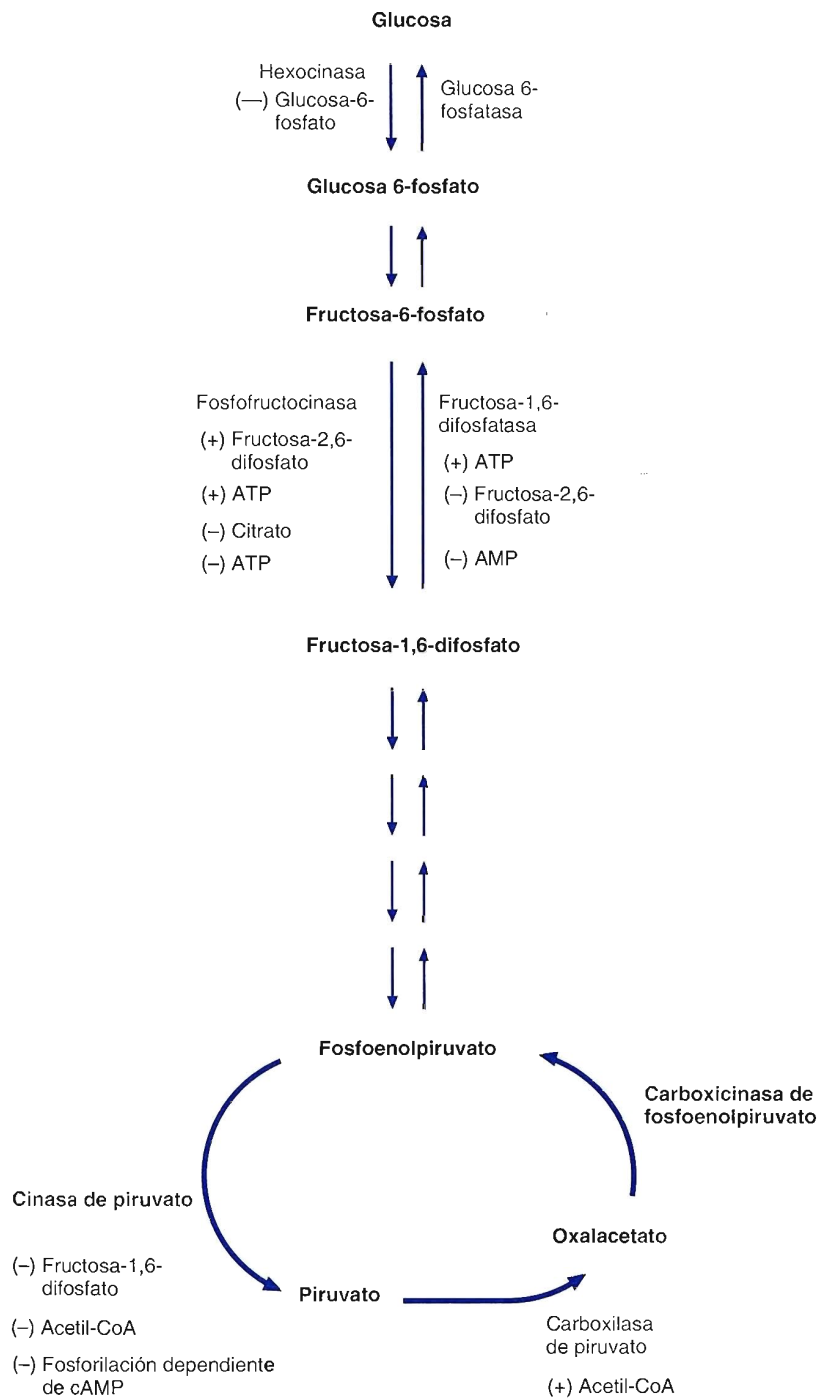 Glucosa
Hexocinasa
(—) Glucosa-6-
fosfato
Glucosa 6-
fosfatasa
Glucosa 6-fosfato
Fructosa-6-fosfato
Fosfofructocinasa
(+) Fructosa-2,6-
difosfato
(+) ATP
(–) Citrato
(–) ATP
Fructosa-1,6-
difosfatasa
(+) ATP
(–) Fructosa-2,6-
difosfato
(–) AMP
Fructosa-1,6-difosfato
Fosfoenolpiruvato
Carboxicinasa de
fosfoenolpiruvato
Cinasa de piruvato
(–) Fructosa-1,6-
difosfato
(–) Acetil-CoA
(–) Fosforilación dependiente
de cAMP
Piruvato
Oxalacetato
Carboxilasa
de piruvato
(+) Acetil-CoA